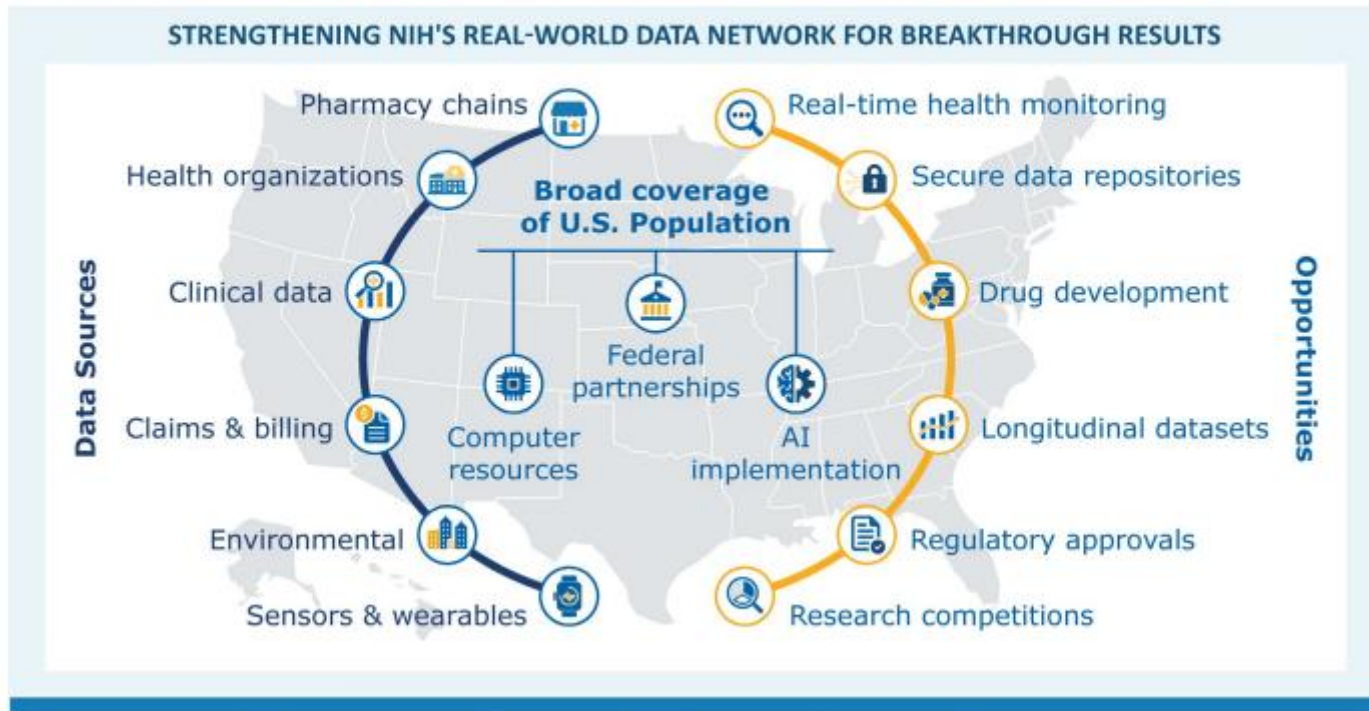 STRENGTHENING NIH'S REAL-WORLD DATA NETWORK FOR BREAKTHROUGH RESULTS
Data Sources
Pharmacy chains
Health organizations
Clinical data
Claims & billing
Environmental
Sensors & wearables
Broad coverage
of U.S. Population
Computer
resources
Federal
partnerships
AI
implementation
Real-time health monitoring
Secure data repositories
Drug development
Longitudinal datasets
Regulatory approvals
Research competitions
Opportunities